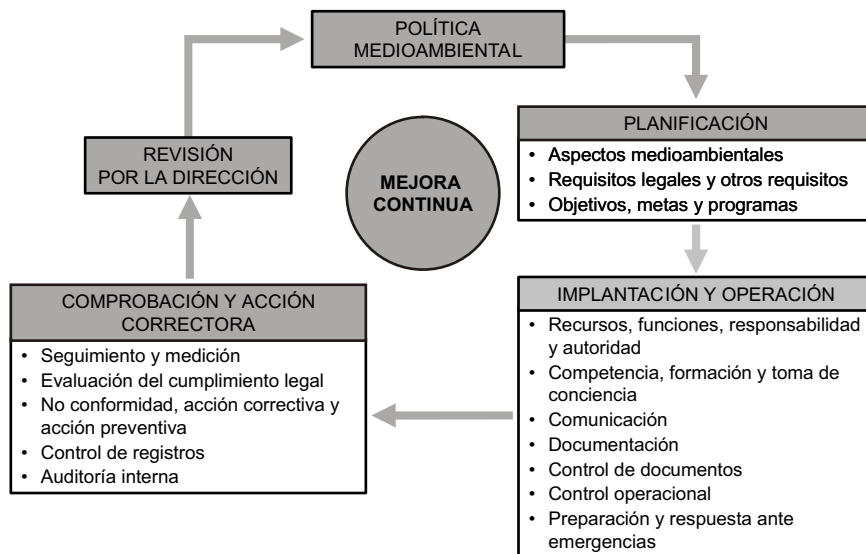 POLÍTICA
MEDIOAMBIENTAL
PLANIFICACIÓN
• Aspectos medioambientales
• Requisitos legales y otros requisitos
• Objetivos, metas y programas
REVISIÓN
POR LA DIRECCIÓN
MEJORA
CONTINUA
IMPLANTACIÓN Y OPERACIÓN
• Recursos, funciones, responsabilidad
y autoridad
• Competencia, formación y toma de
conciencia
• Comunicación
• Documentación
• Control de documentos
• Control operacional
• Preparación y respuesta ante
emergencias
COMPROBACIÓN Y ACCIÓN
CORRECTORA
• Seguimiento y medición
• Evaluación del cumplimiento legal
• No conformidad, acción correctiva y
acción preventiva
• Control de registros
• Auditoría interna